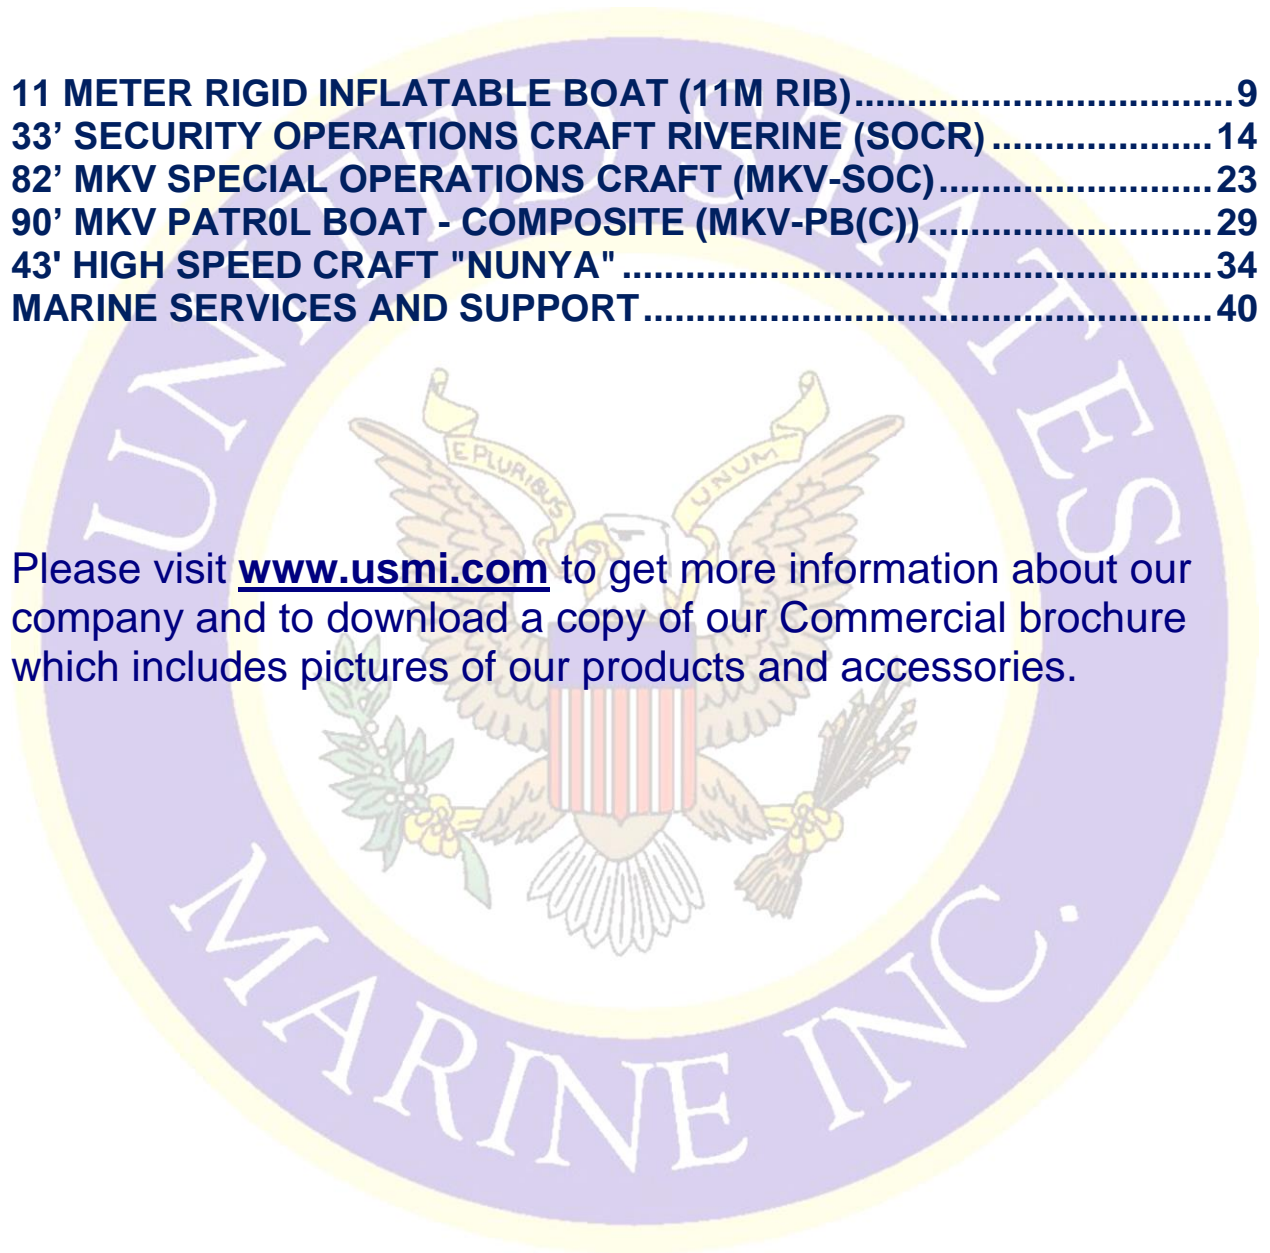 11 METER RIGID INFLATABLE BOAT (11M RIB)....................................9
33’ SECURITY OPERATIONS CRAFT RIVERINE (SOCR).....................14
82’ MKV SPECIAL OPERATIONS CRAFT (MKV-SOC)..........................23
90’ MKV PATR0L BOAT - COMPOSITE (MKV-PB(C))...........................29
43' HIGH SPEED CRAFT "NUNYA"........................................................34
MARINE SERVICES AND SUPPORT......................................................40
UNITED STATES
E PLURIBUS UNUM
Please visit www.usmi.com to get more information about our
company and to download a copy of our Commercial brochure
which includes pictures of our products and accessories.
MARINE INC.